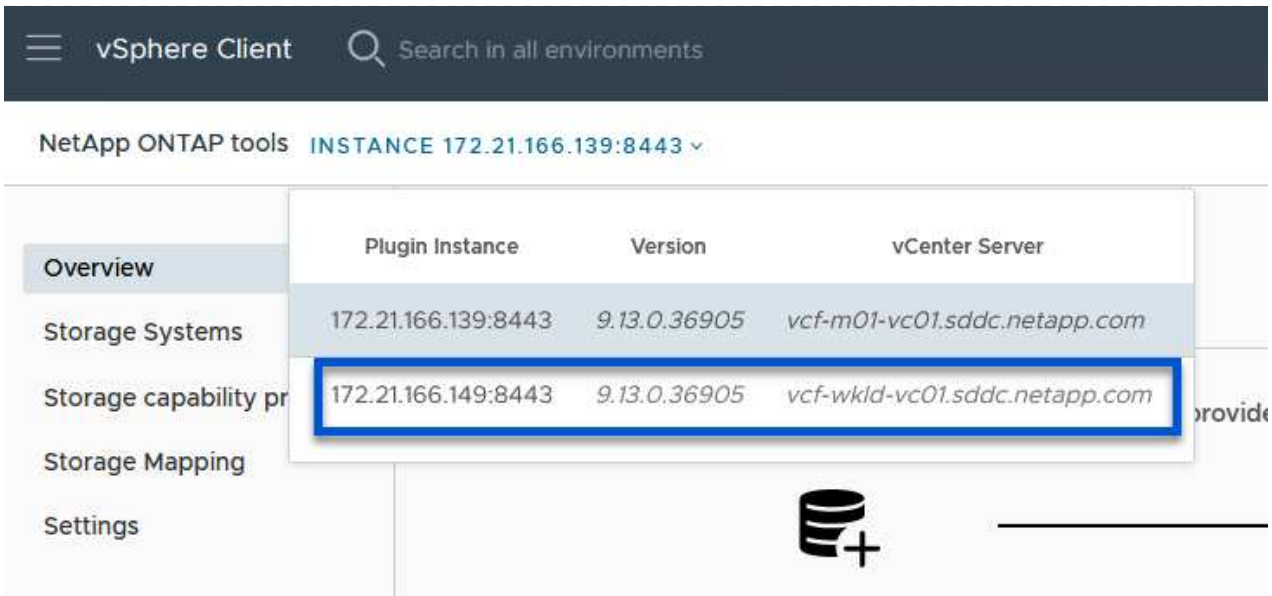 vSphere Client
Search in all environments
NetApp ONTAP tools INSTANCE 172.21.166.139:8443
Plugin Instance Version vCenter Server
172.21.166.139:8443 9.13.0.36905 vcf-m01-vc01.sddc.netapp.com
172.21.166.149:8443 9.13.0.36905 vcf-wkld-vc01.sddc.netapp.com
Overview
Storage Systems
Storage capability pr
Storage Mapping
Settings
provide